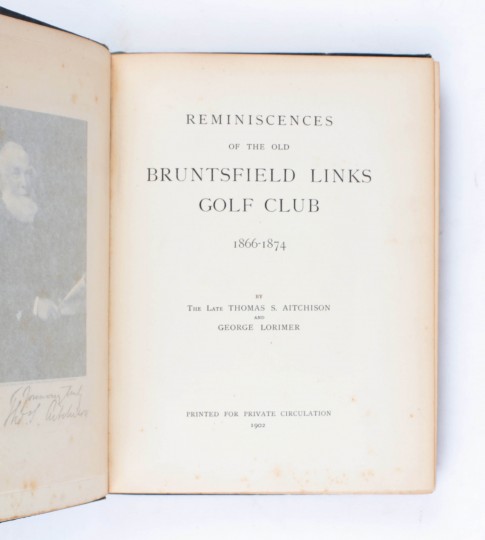 REMINISCENCES
OF THE OLD
BRUNTSFIELD LINKS
GOLF CLUB
1866-1874
BY
THE LATE THOMAS S. AITCHISON
AND
GEORGE LORIMER
PRINTED FOR PRIVATE CIRCULATION
1902